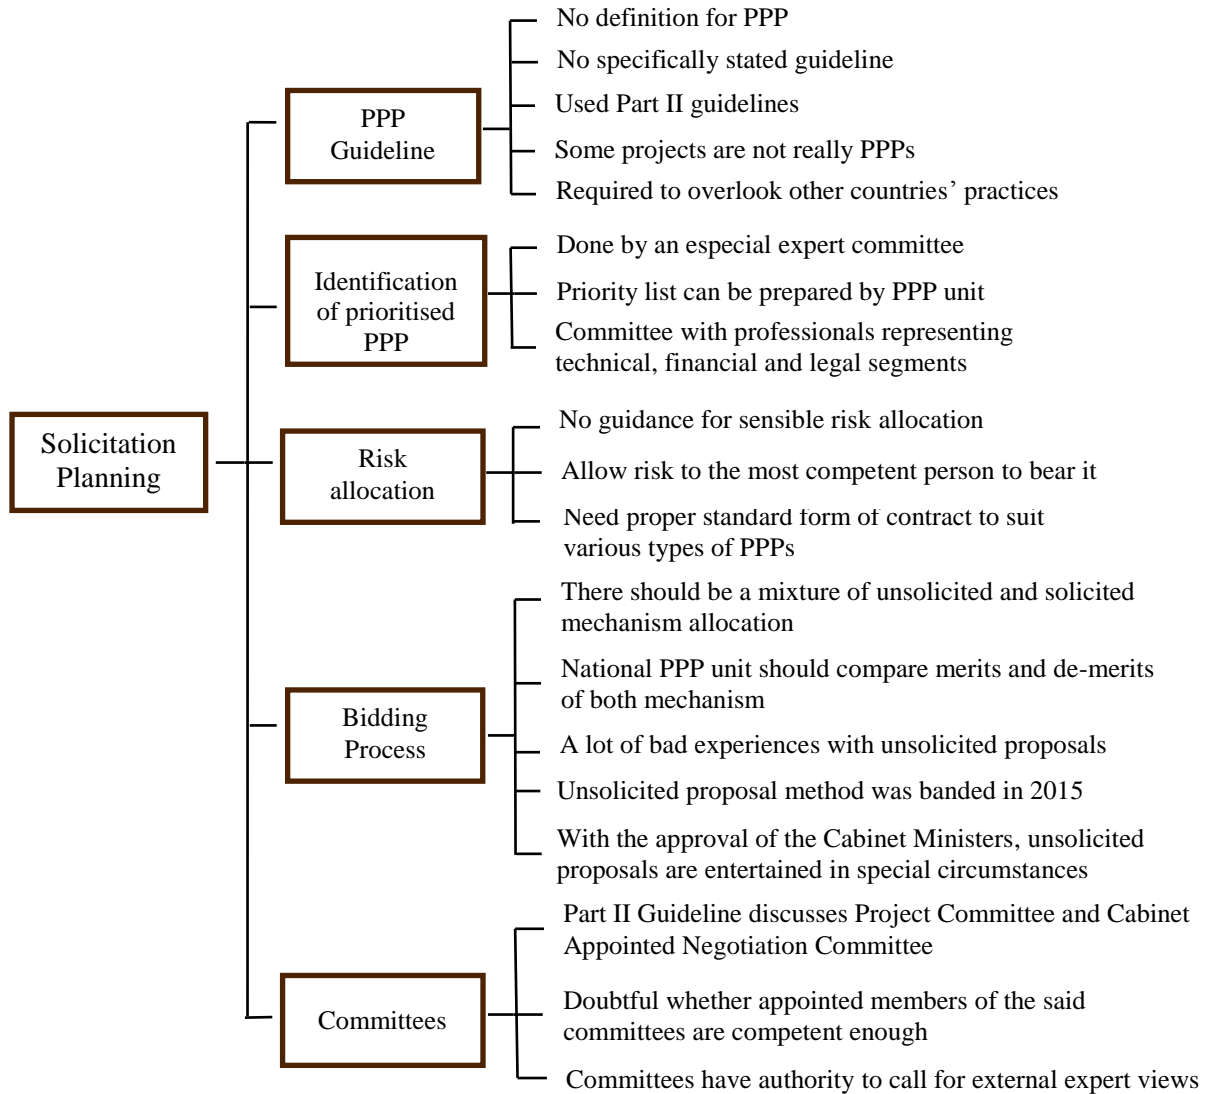 Solicitation
Planning
PPP
Guideline
No definition for PPP
No specifically stated guideline
Used Part II guidelines
Some projects are not really PPPs
Required to overlook other countries’ practices
Identification
of prioritised
PPP
Done by an especial expert committee
Priority list can be prepared by PPP unit
Committee with professionals representing
technical, financial and legal segments
Risk
allocation
No guidance for sensible risk allocation
Allow risk to the most competent person to bear it
Need proper standard form of contract to suit
various types of PPPs
Bidding
Process
There should be a mixture of unsolicited and solicited
mechanism allocation
National PPP unit should compare merits and de-merits
of both mechanism
A lot of bad experiences with unsolicited proposals
Unsolicited proposal method was banded in 2015
With the approval of the Cabinet Ministers, unsolicited
proposals are entertained in special circumstances
Committees
Part II Guideline discusses Project Committee and Cabinet
Appointed Negotiation Committee
Doubtful whether appointed members of the said
committees are competent enough
Committees have authority to call for external expert views